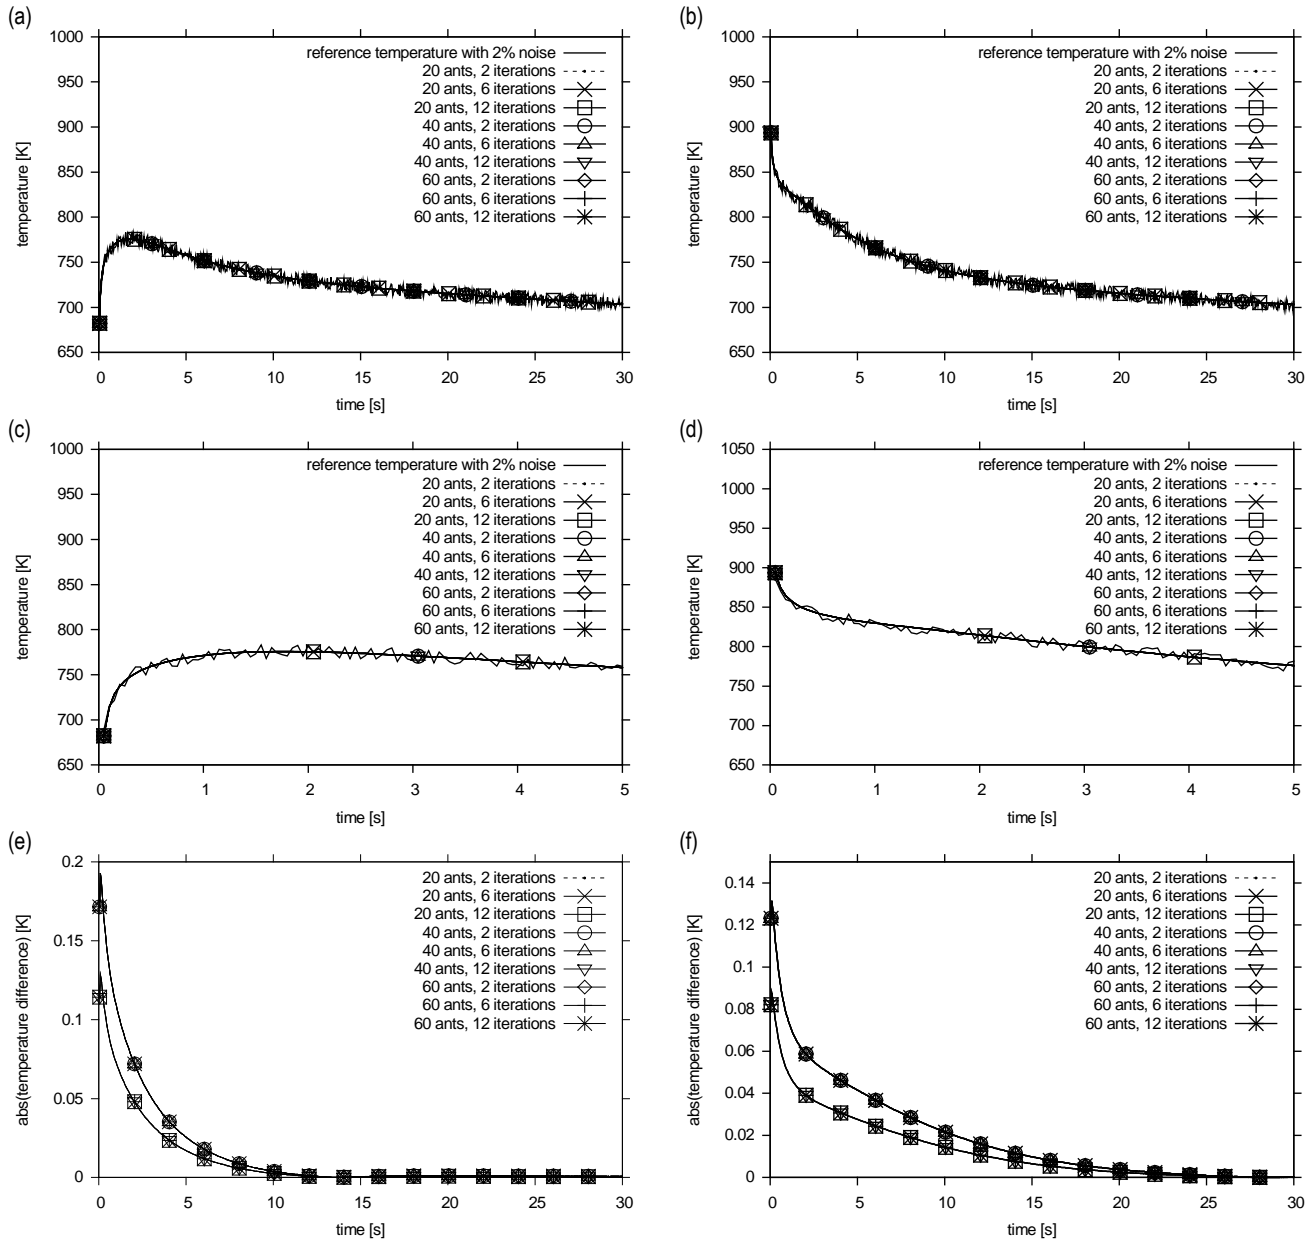 (a)
1000
950
900
850
800
750
700
650
temperature [K]
reference temperature with 2% noise
20 ants, 2 iterations
20 ants, 6 iterations
20 ants, 12 iterations
40 ants, 2 iterations
40 ants, 6 iterations
40 ants, 12 iterations
60 ants, 2 iterations
60 ants, 6 iterations
60 ants, 12 iterations
0 5 10 15 20 25 30
time [s]
(b)
1000
950
900
850
800
750
700
650
temperature [K]
reference temperature with 2% noise
20 ants, 2 iterations
20 ants, 6 iterations
20 ants, 12 iterations
40 ants, 2 iterations
40 ants, 6 iterations
40 ants, 12 iterations
60 ants, 2 iterations
60 ants, 6 iterations
60 ants, 12 iterations
0 5 10 15 20 25 30
time [s]
(c)
1000
950
900
850
800
750
700
650
temperature [K]
reference temperature with 2% noise
20 ants, 2 iterations
20 ants, 6 iterations
20 ants, 12 iterations
40 ants, 2 iterations
40 ants, 6 iterations
40 ants, 12 iterations
60 ants, 2 iterations
60 ants, 6 iterations
60 ants, 12 iterations
0 1 2 3 4 5
time [s]
(d)
1050
1000
950
900
850
800
750
700
650
temperature [K]
reference temperature with 2% noise
20 ants, 2 iterations
20 ants, 6 iterations
20 ants, 12 iterations
40 ants, 2 iterations
40 ants, 6 iterations
40 ants, 12 iterations
60 ants, 2 iterations
60 ants, 6 iterations
60 ants, 12 iterations
0 1 2 3 4 5
time [s]
(e)
0.2
0.15
0.1
0.05
0
abs(temperature difference) [K]
20 ants, 2 iterations
20 ants, 6 iterations
20 ants, 12 iterations
40 ants, 2 iterations
40 ants, 6 iterations
40 ants, 12 iterations
60 ants, 2 iterations
60 ants, 6 iterations
60 ants, 12 iterations
0 5 10 15 20 25 30
time [s]
(f)
0.14
0.12
0.1
0.08
0.06
0.04
0.02
0
abs(temperature difference) [K]
20 ants, 2 iterations
20 ants, 6 iterations
20 ants, 12 iterations
40 ants, 2 iterations
40 ants, 6 iterations
40 ants, 12 iterations
60 ants, 2 iterations
60 ants, 6 iterations
60 ants, 12 iterations
0 5 10 15 20 25 30
time [s]